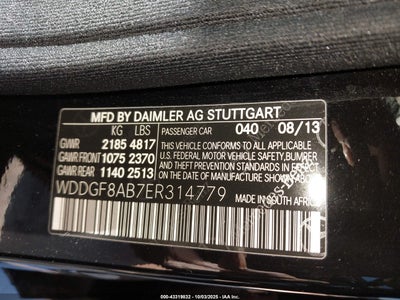 MFD BY DAIMLER AG STUTTGART
KG LBS PASSENGER CAR 040 08/13
GVWR 2185 4817 THIS VEHICLE CONFORMS TO ALL APPLICABLE
GAWR FRONT 1075 2370 U.S. FEDERAL MOTOR VEHICLE SAFETY,
GAWR REAR 1140 2513 BUMPER, AND THEFT PREVENTION
STANDARDS IN EFFECT
ON THE DATE OF MANUFACTURE SHOWN ABOVE
WDDGF8AB7ER314779 MADE IN SOUTH AFRICA
© Copyright - 43319832 - 10/03/2025 - IAA, Inc.